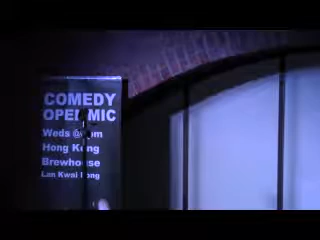 COMEDY
OPEN MIC
Weds @
Hong Kong
Brewhouse
Lan Kwai Fong